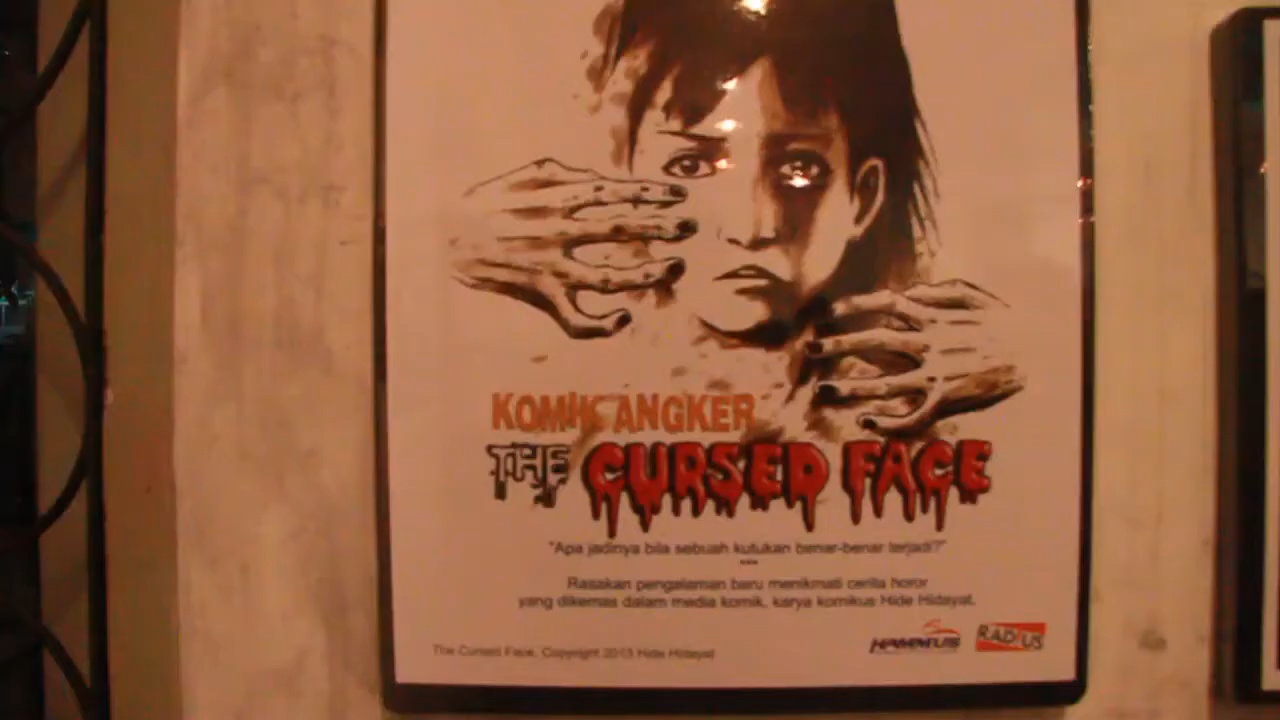 KOMIK ANGKER
THE CURSED FACE
"Apa jadinya bila sebuah kutukan benar-benar terjadi?"
***
Rasakan pengalaman baru menikmati cerita horor
yang dikemas dalam media komik, karya komikus Hide Hidayat.
The Cursed Face, Copyright 2013 Hide Hidayat
RADIUS